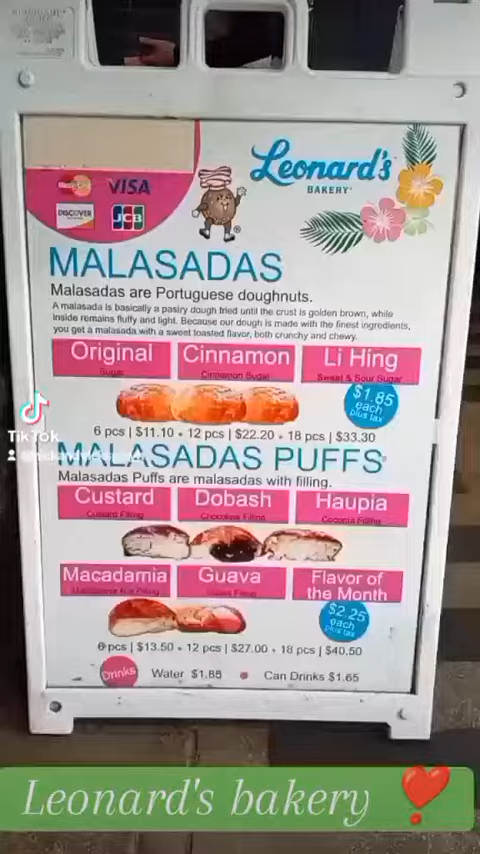 MasterCard VISA
DISCOVER JCB
Leonard's
BAKERY
MALASADAS
Malasadas are Portuguese doughnuts.
A malasada is basically a pastry dough fried until the crust is golden brown, while
inside remains fluffy and light. Because our dough is made with the finest ingredients,
you get a malasada with a sweet toasted flavor, both crunchy and chewy.
Original Cinnamon Li Hing
Sugar Cinnamon Sugar Sweet & Sour Sugar
$1.85
each
plus tax
6 pcs | $11.10 • 12 pcs | $22.20 • 18 pcs | $33.30
TikTok
MALASADAS PUFFS
Malasadas Puffs are malasadas with filling.
Custard Dobash Haupia
Custard Filling Chocolate Filling Coconut Filling
Macadamia Guava Flavor of
the Month
Macadamia Nut Filling Guava Filling
$2.25
each
plus tax
6 pcs | $13.50 • 12 pcs | $27.00 • 18 pcs | $40.50
Drinks Water $1.85 • Can Drinks $1.65
Leonard's bakery